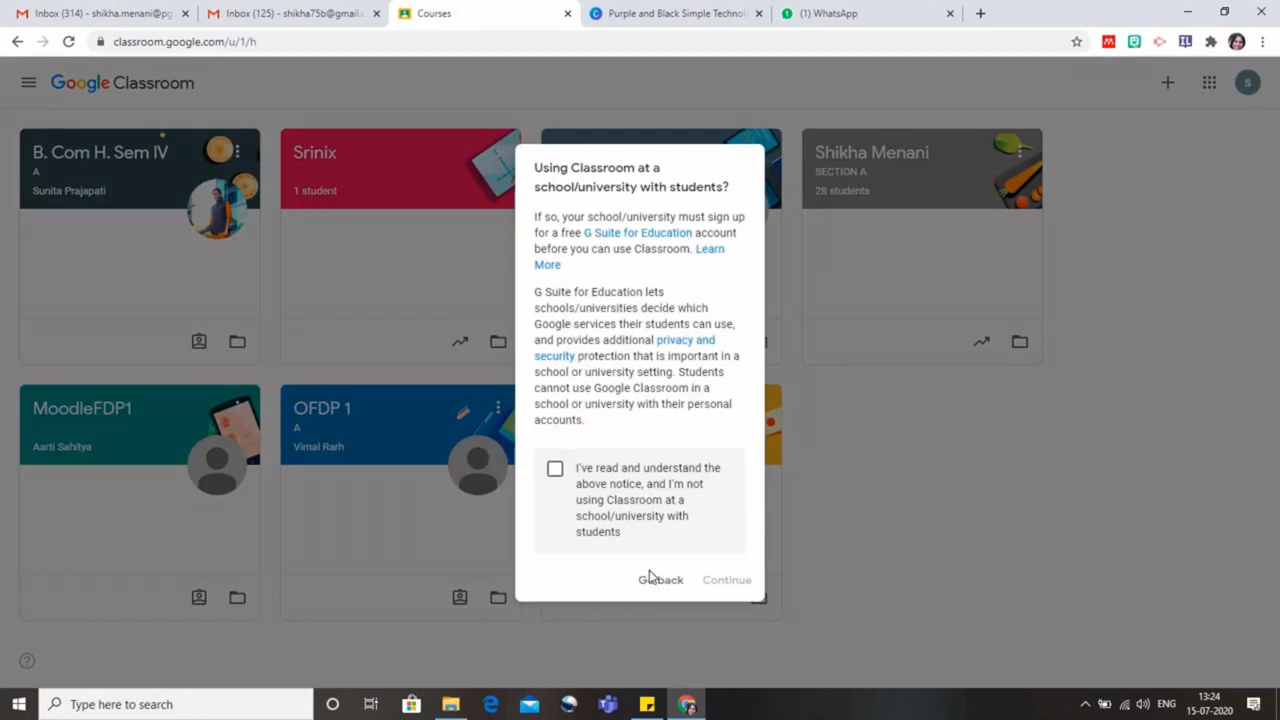 Inbox (314) - shikha.menani@pg
Inbox (125) - shikha75b@gmail.c
Courses
Purple and Black Simple Technol
(1) WhatsApp
classroom.google.com/u/1/h
Google Classroom
S
B. Com H. Sem IV
A
Sunita Prajapati
Srinix
1 student
Shikha Menani
SECTION A
28 students
Using Classroom at a
school/university with students?
If so, your school/university must sign up
for a free G Suite for Education account
before you can use Classroom. Learn
More
G Suite for Education lets
schools/universities decide which
Google services their students can use,
and provides additional privacy and
security protection that is important in a
school or university setting. Students
cannot use Google Classroom in a
school or university with their personal
accounts.
I've read and understand the
above notice, and I'm not
using Classroom at a
school/university with
students
Go back
Continue
MoodleFDP1
Aarti Sahitya
OFDP 1
A
Vimal Rarh
Type here to search
ENG
13:24
15-07-2020